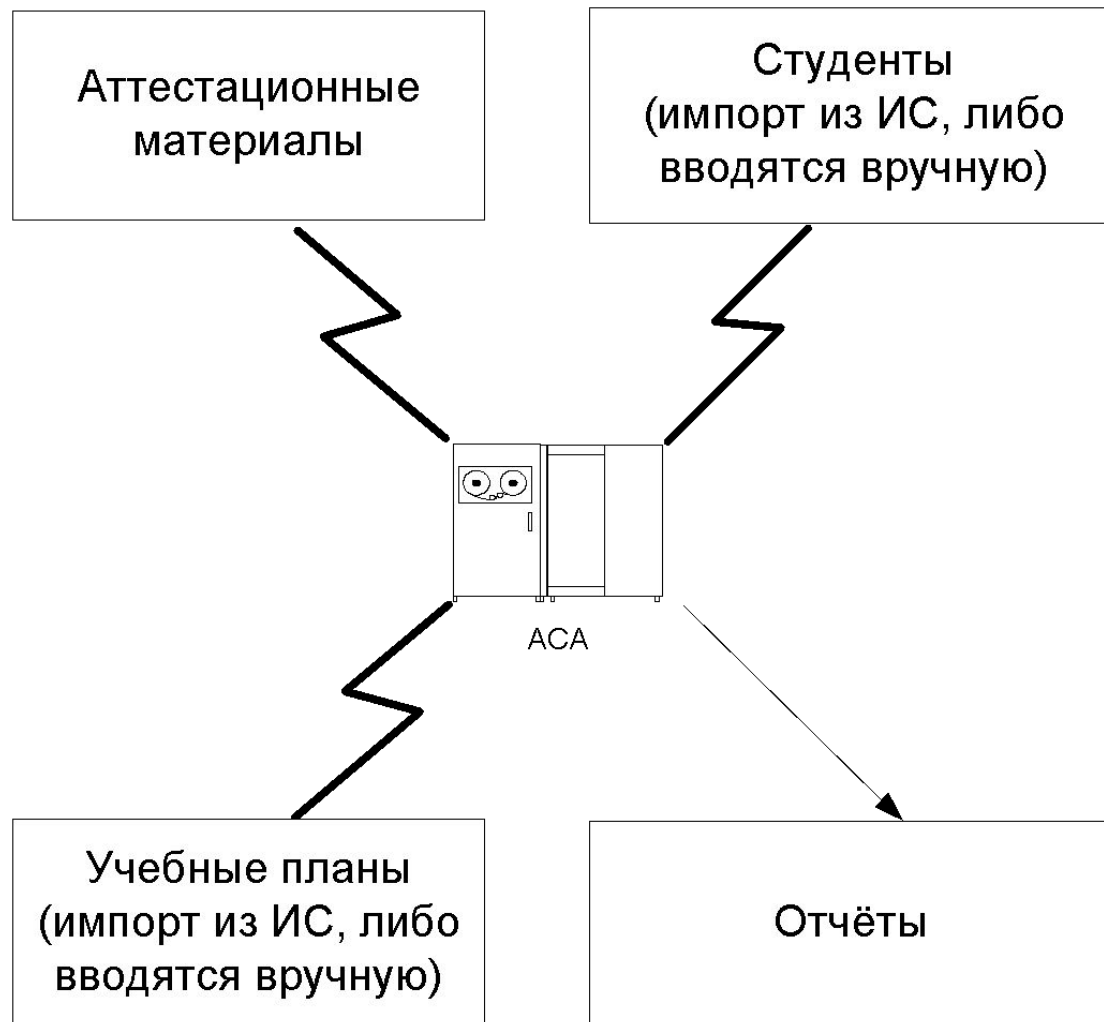 Аттестационные
материалы
Студенты
(импорт из ИС, либо
вводятся вручную)
АСА
Учебные планы
(импорт из ИС, либо
вводятся вручную)
Отчёты